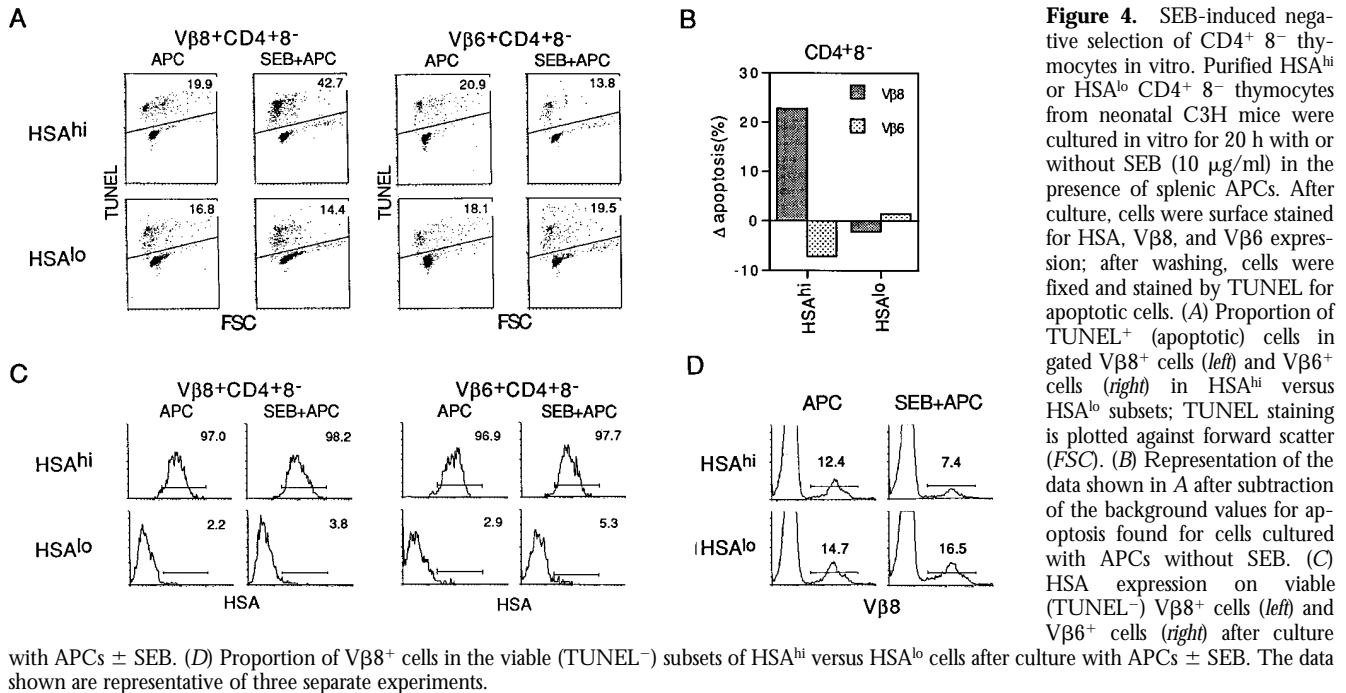 A
Vβ8+CD4+8-
APC
SEB+APC
Vβ6+CD4+8-
APC
SEB+APC
HSAhi
19.9
42.7
20.9
13.8
HSAlo
16.8
14.4
18.1
19.5
TUNEL
TUNEL
FSC
FSC
B
CD4+8-
30
20
10
0
-10
Δ apoptosis(%)
Vβ8
Vβ6
HSAhi
HSAlo
C
Vβ8+CD4+8-
APC
SEB+APC
Vβ6+CD4+8-
APC
SEB+APC
HSAhi
97.0
98.2
96.9
97.7
HSAlo
2.2
3.8
2.9
5.3
HSA
HSA
D
APC
SEB+APC
HSAhi
12.4
7.4
HSAlo
14.7
16.5
Vβ8
Figure 4. SEB-induced nega-
tive selection of CD4+ 8− thy-
mocytes in vitro. Purified HSAhi
or HSAlo CD4+ 8− thymocytes
from neonatal C3H mice were
cultured in vitro for 20 h with or
without SEB (10 μg/ml) in the
presence of splenic APCs. After
culture, cells were surface stained
for HSA, Vβ8, and Vβ6 expres-
sion; after washing, cells were
fixed and stained by TUNEL for
apoptotic cells. (A) Proportion of
TUNEL+ (apoptotic) cells in
gated Vβ8+ cells (left) and Vβ6+
cells (right) in HSAhi versus
HSAlo subsets; TUNEL staining
is plotted against forward scatter
(FSC). (B) Representation of the
data shown in A after subtraction
of the background values for ap-
optosis found for cells cultured
with APCs without SEB. (C)
HSA expression on viable
(TUNEL−) Vβ8+ cells (left) and
Vβ6+ cells (right) after culture
with APCs ± SEB. (D) Proportion of Vβ8+ cells in the viable (TUNEL−) subsets of HSAhi versus HSAlo cells after culture with APCs ± SEB. The data
shown are representative of three separate experiments.